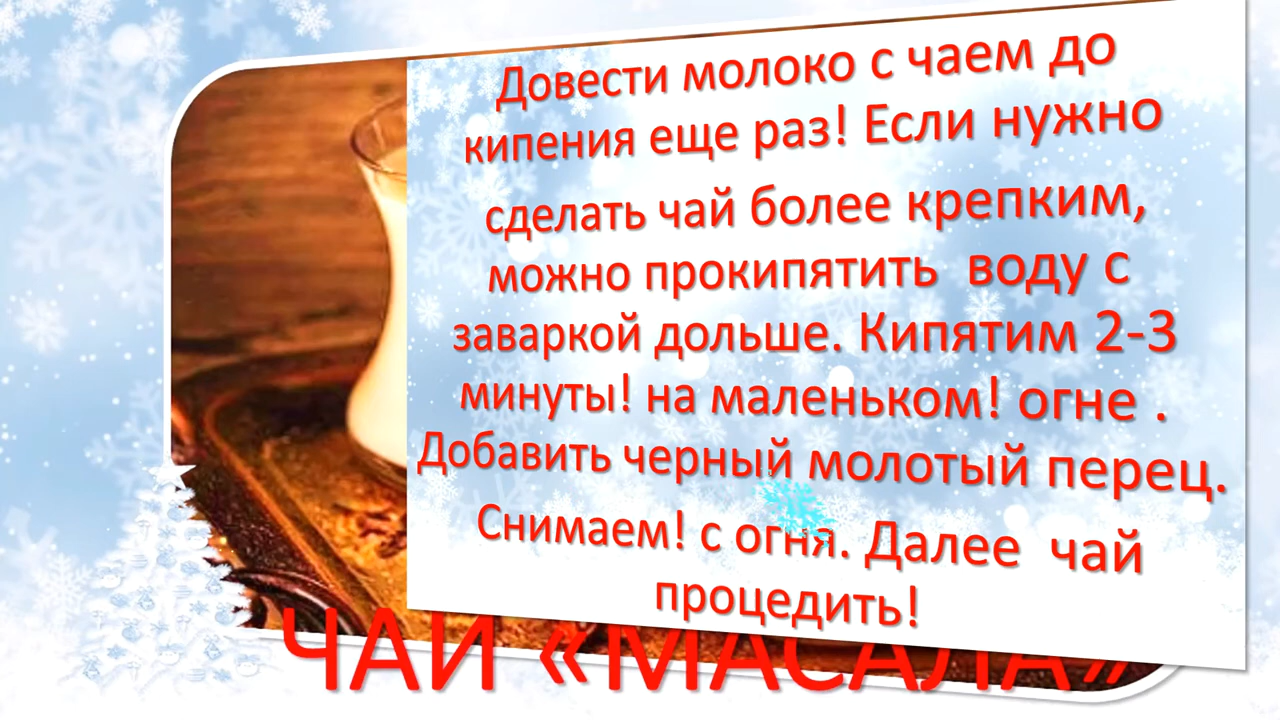 Довести молоко с чаем до
кипения еще раз! Если нужно
сделать чай более крепким,
можно прокипятить воду с
заваркой дольше. Кипятим 2-3
минуты! на маленьком! огне .
Добавить черный молотый перец.
Снимаем! с огня. Далее чай
процедить!
ЧАЙ «МАСАЛА»